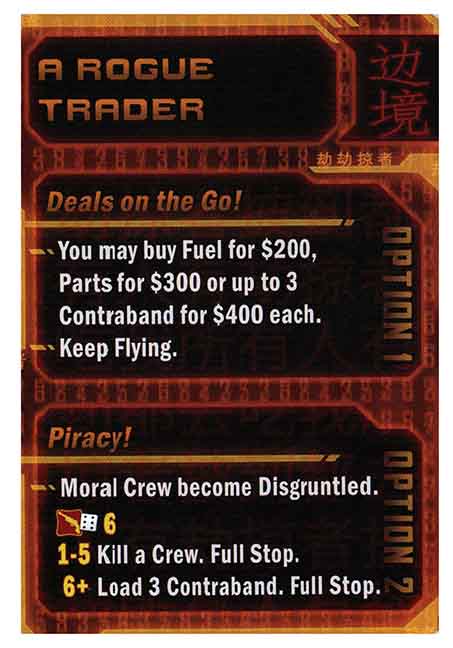 A ROGUE
TRADER
边
境
劫劫掠者
Deals on the Go!
You may buy Fuel for $200,
Parts for $300 or up to 3
Contraband for $400 each.
Keep Flying.
OPTION 1
Piracy!
Moral Crew become Disgruntled.
6
1-5 Kill a Crew. Full Stop.
6+ Load 3 Contraband. Full Stop.
OPTION 2